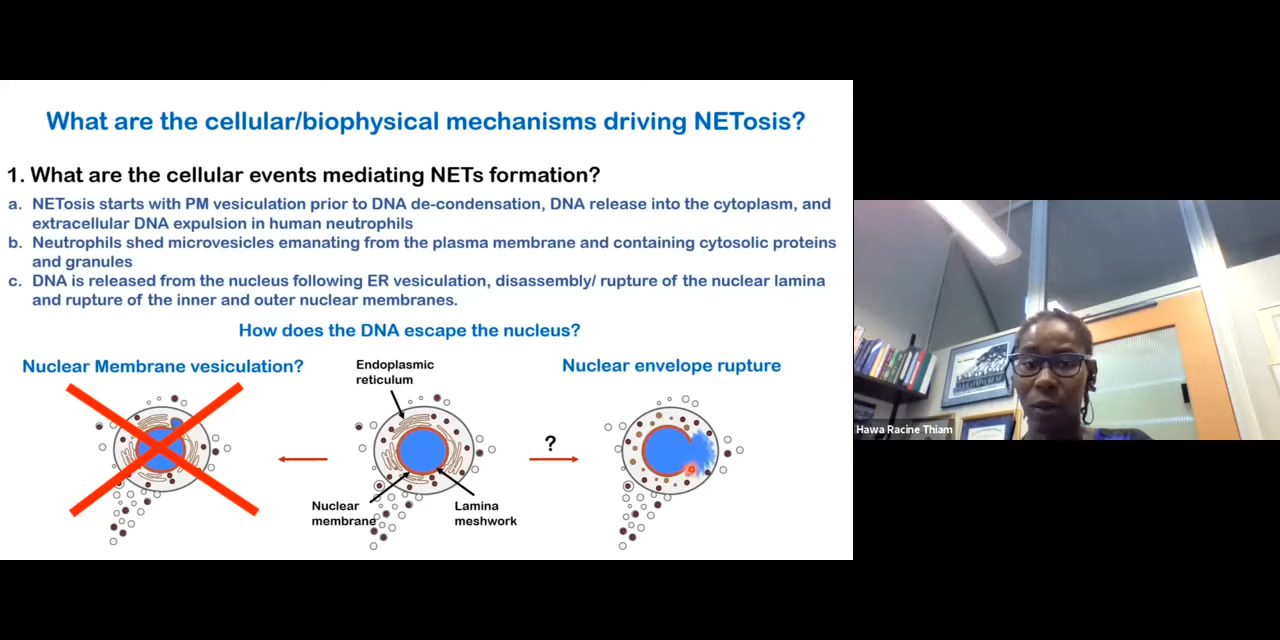 What are the cellular/biophysical mechanisms driving NETosis?
1. What are the cellular events mediating NETs formation?
a. NETosis starts with PM vesiculation prior to DNA de-condensation, DNA release into the cytoplasm, and
extracellular DNA expulsion in human neutrophils
b. Neutrophils shed microvesicles emanating from the plasma membrane and containing cytosolic proteins
and granules
c. DNA is released from the nucleus following ER vesiculation, disassembly/ rupture of the nuclear lamina
and rupture of the inner and outer nuclear membranes.
How does the DNA escape the nucleus?
Nuclear Membrane vesiculation?
Endoplasmic
reticulum
Nuclear envelope rupture
?
Nuclear
membrane
Lamina
meshwork
Hawa Racine Thiam